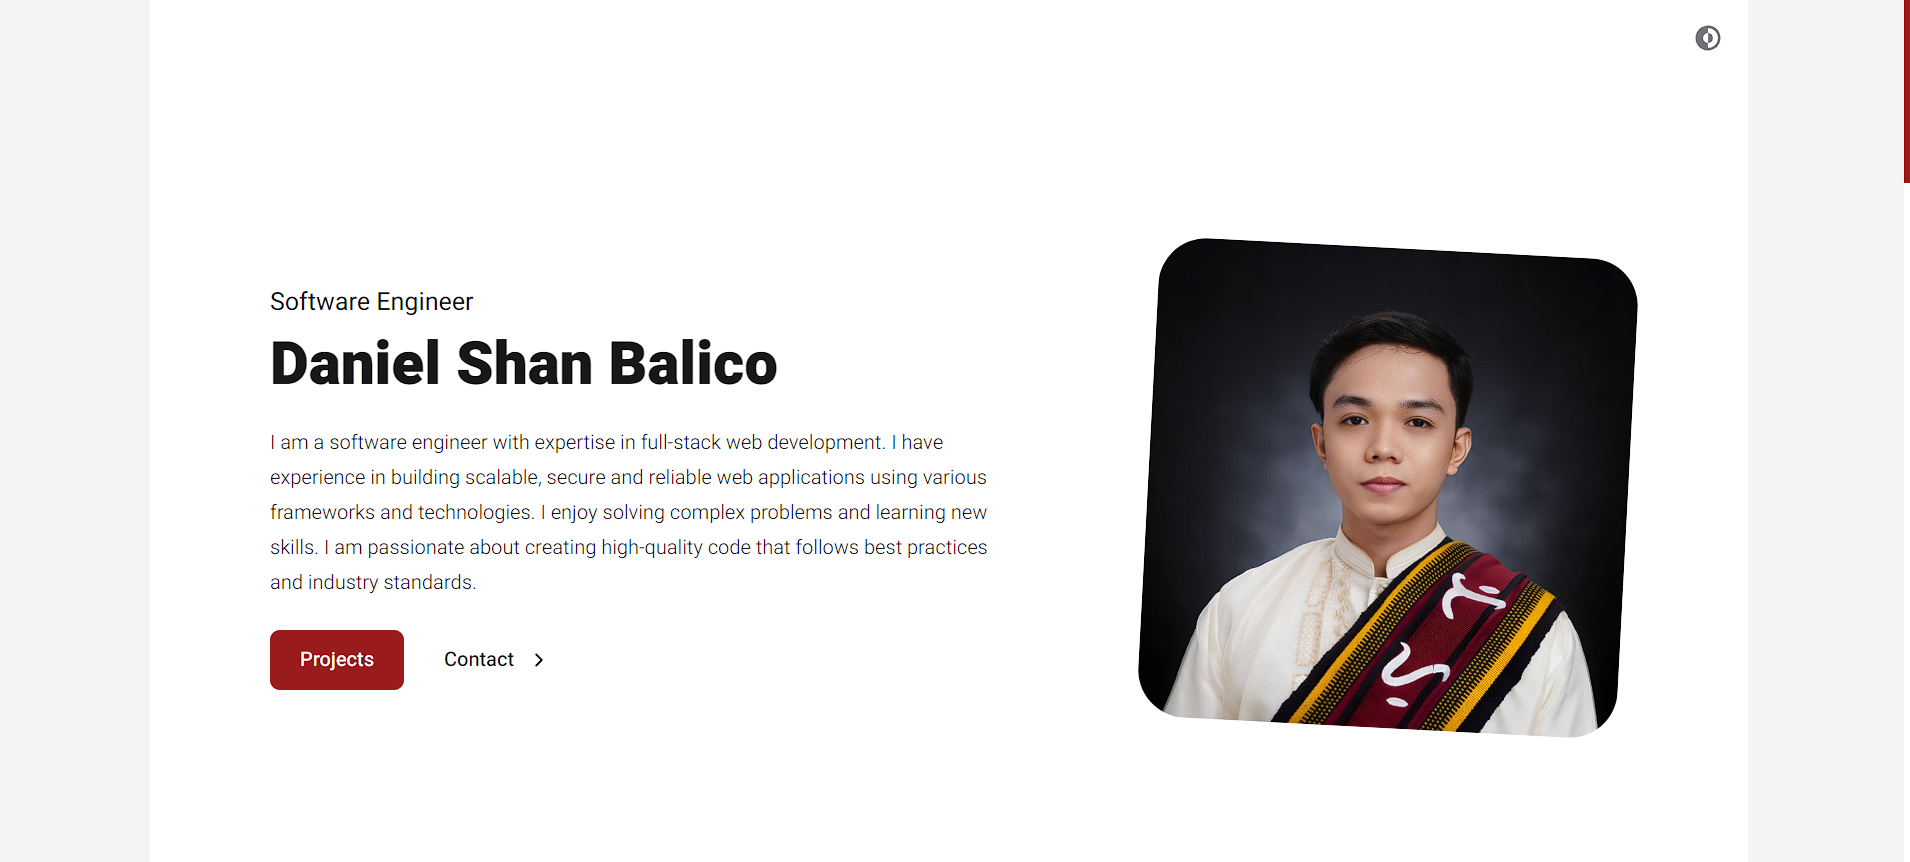 Software Engineer
Daniel Shan Balico
I am a software engineer with expertise in full-stack web development. I have
experience in building scalable, secure and reliable web applications using various
frameworks and technologies. I enjoy solving complex problems and learning new
skills. I am passionate about creating high-quality code that follows best practices
and industry standards.
Projects
Contact